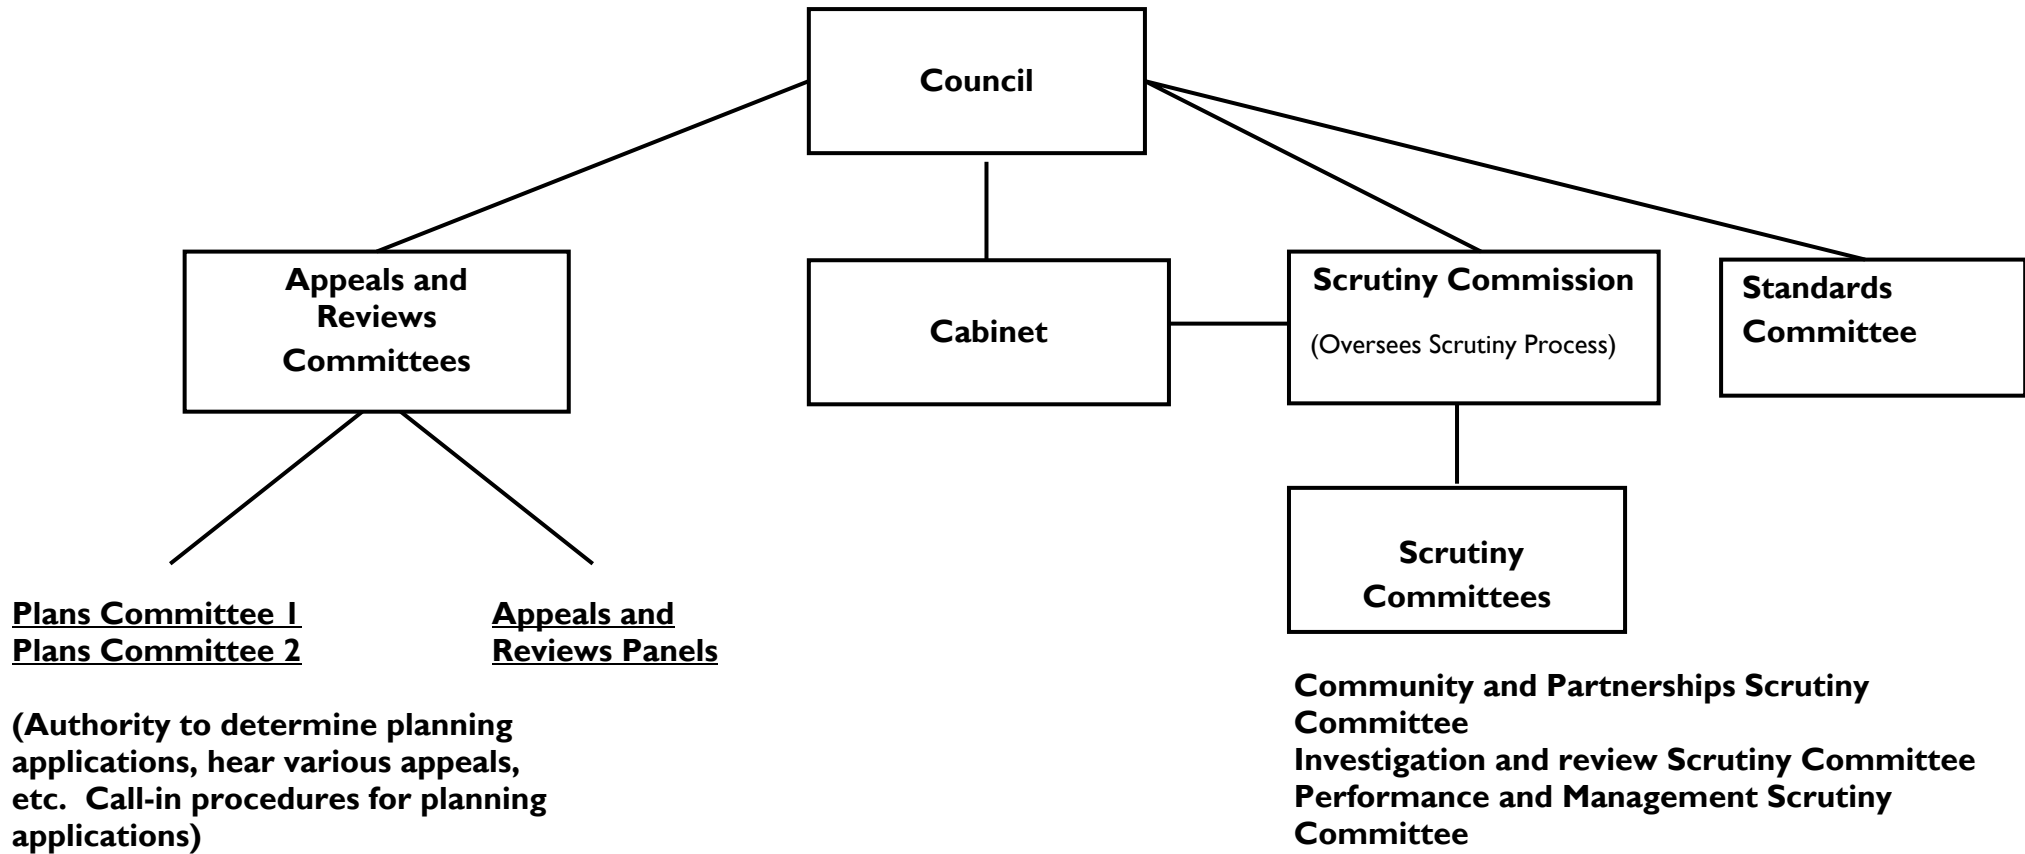 Council
Appeals and
Reviews
Committees
Cabinet
Scrutiny Commission
(Oversees Scrutiny Process)
Standards
Committee
Scrutiny
Committees
Plans Committee 1
Plans Committee 2
Appeals and
Reviews Panels
(Authority to determine planning
applications, hear various appeals,
etc.  Call-in procedures for planning
applications)
Community and Partnerships Scrutiny
Committee
Investigation and review Scrutiny Committee
Performance and Management Scrutiny
Committee